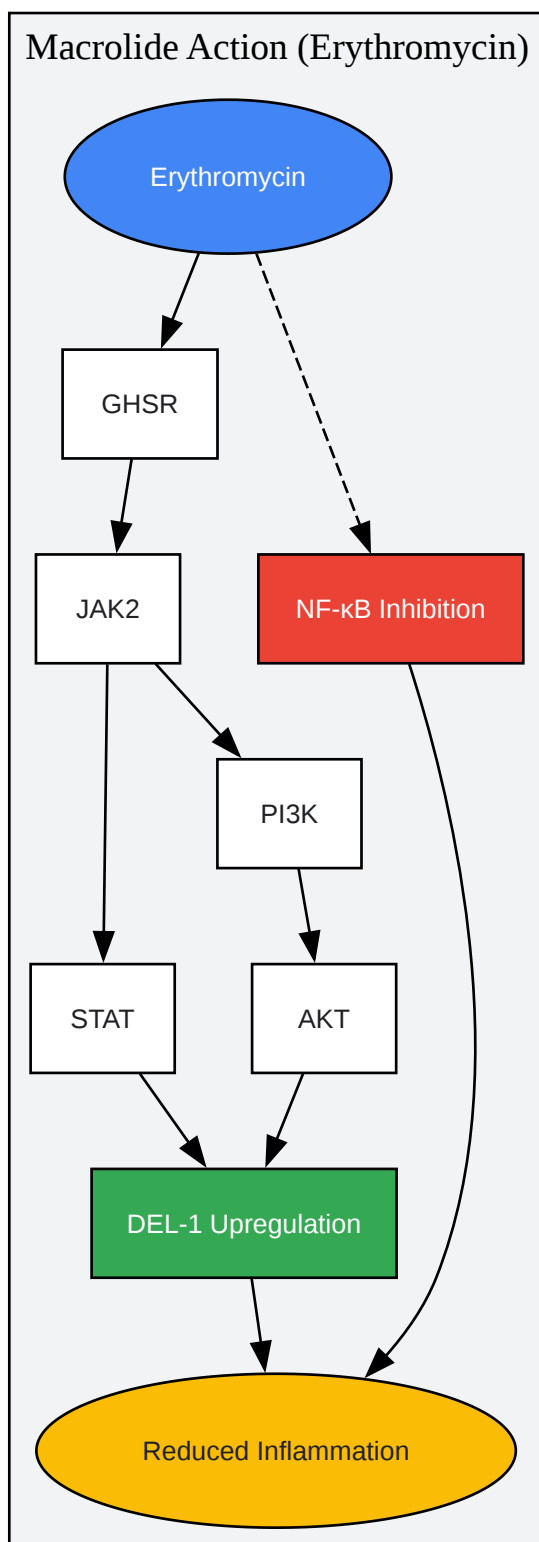 Macrolide Action (Erythromycin)
Erythromycin
GHSR
JAK2
NF-κB Inhibition
PI3K
STAT
AKT
DEL-1 Upregulation
Reduced Inflammation